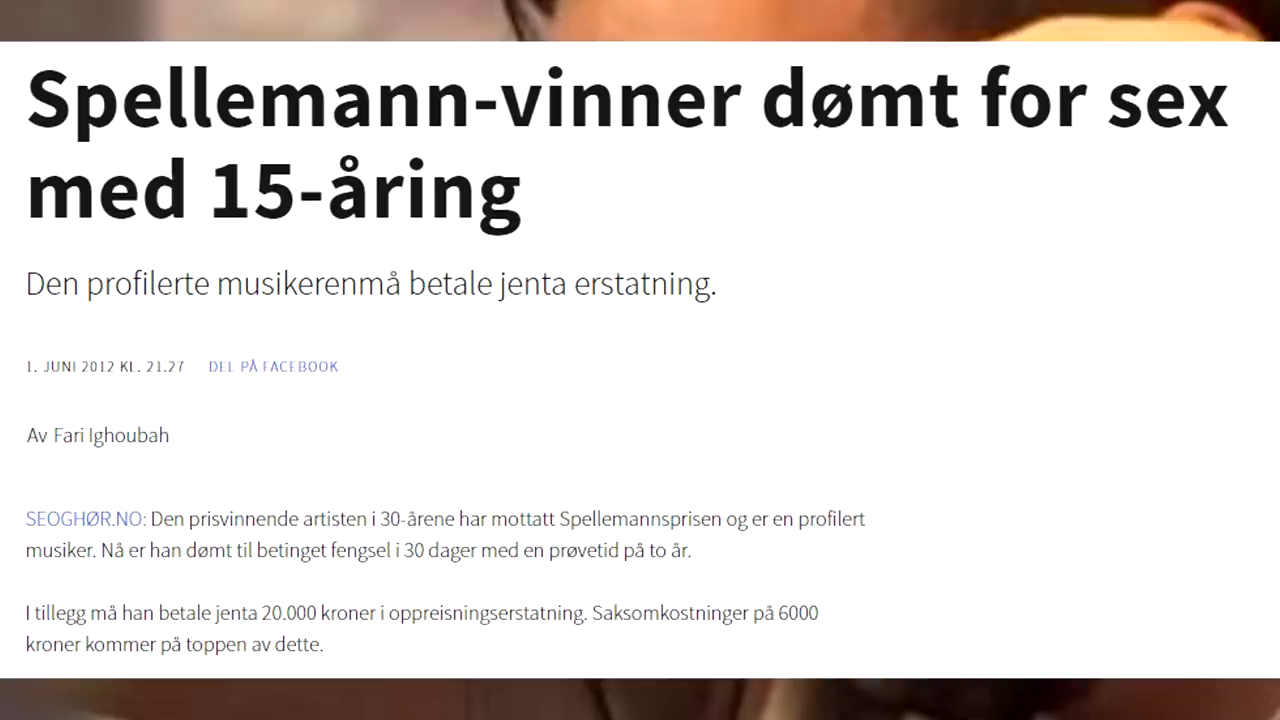 Spellemann-vinner dømt for sex
med 15-åring
Den profilerte musikerenmå betale jenta erstatning.
1. JUNI 2012 KL. 21.27 DEL PÅ FACEBOOK
Av Fari Ighoubah
SEOGHØR.NO: Den prisvinnende artisten i 30-årene har mottatt Spellemannsprisen og er en profilert
musiker. Nå er han dømt til betinget fengsel i 30 dager med en prøvetid på to år.
I tillegg må han betale jenta 20.000 kroner i oppreisningserstatning. Saksomkostninger på 6000
kroner kommer på toppen av dette.